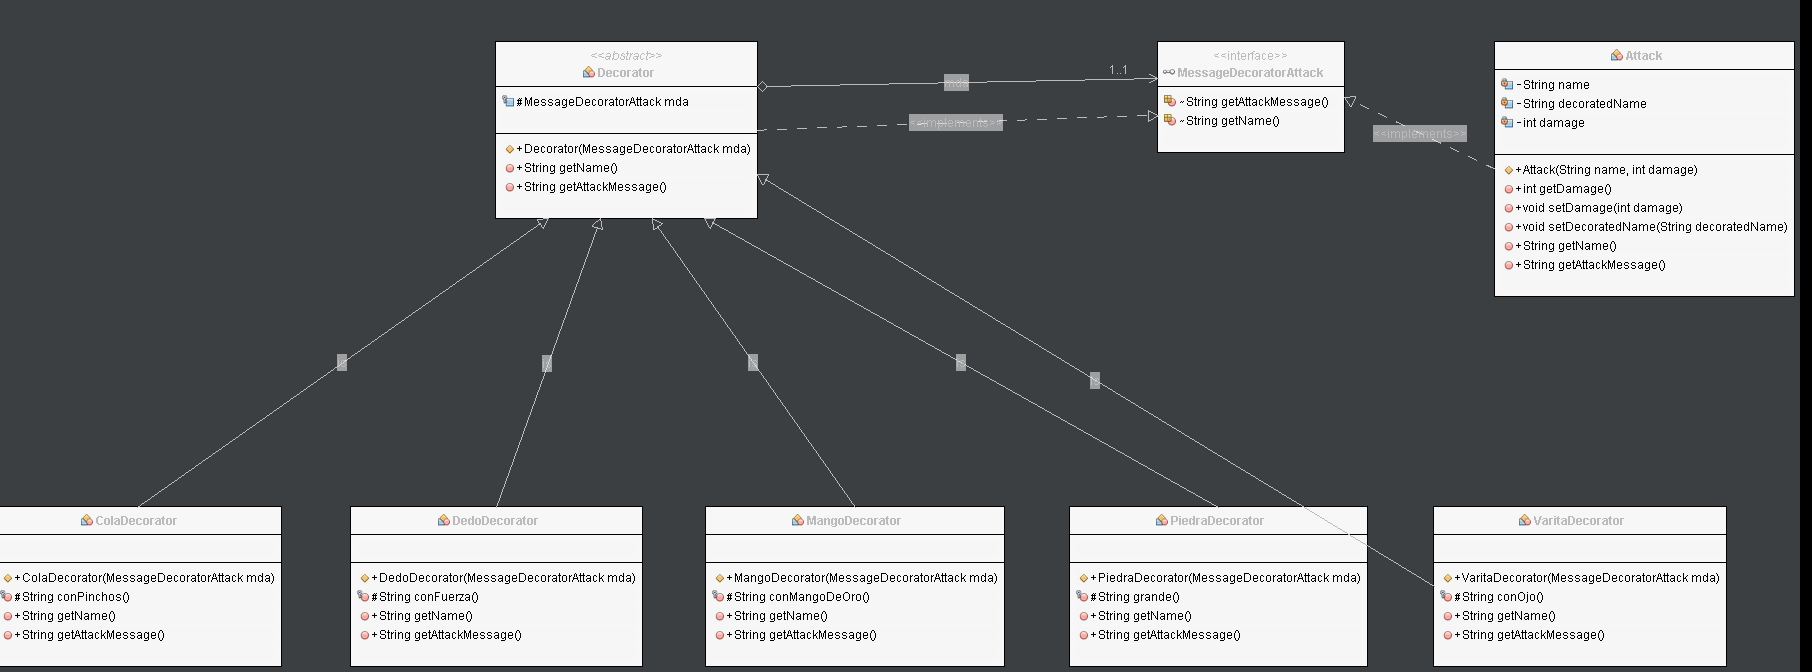 <<abstract>>
Decorator
#MessageDecoratorAttack mda
+Decorator(MessageDecoratorAttack mda)
+String getName()
+String getAttackMessage()
mda
1..1
<<implements>>
<<interface>>
MessageDecoratorAttack
~String getAttackMessage()
~String getName()
<<implements>>
Attack
-String name
-String decoratedName
-int damage
+Attack(String name, int damage)
+int getDamage()
+void setDamage(int damage)
+void setDecoratedName(String decoratedName)
+String getName()
+String getAttackMessage()
ColaDecorator
+ColaDecorator(MessageDecoratorAttack mda)
#String conPinchos()
+String getName()
+String getAttackMessage()
DedoDecorator
+DedoDecorator(MessageDecoratorAttack mda)
#String conFuerza()
+String getName()
+String getAttackMessage()
MangoDecorator
+MangoDecorator(MessageDecoratorAttack mda)
#String conMangoDeOro()
+String getName()
+String getAttackMessage()
PiedraDecorator
+PiedraDecorator(MessageDecoratorAttack mda)
#String grande()
+String getName()
+String getAttackMessage()
VaritaDecorator
+VaritaDecorator(MessageDecoratorAttack mda)
#String conOjo()
+String getName()
+String getAttackMessage()